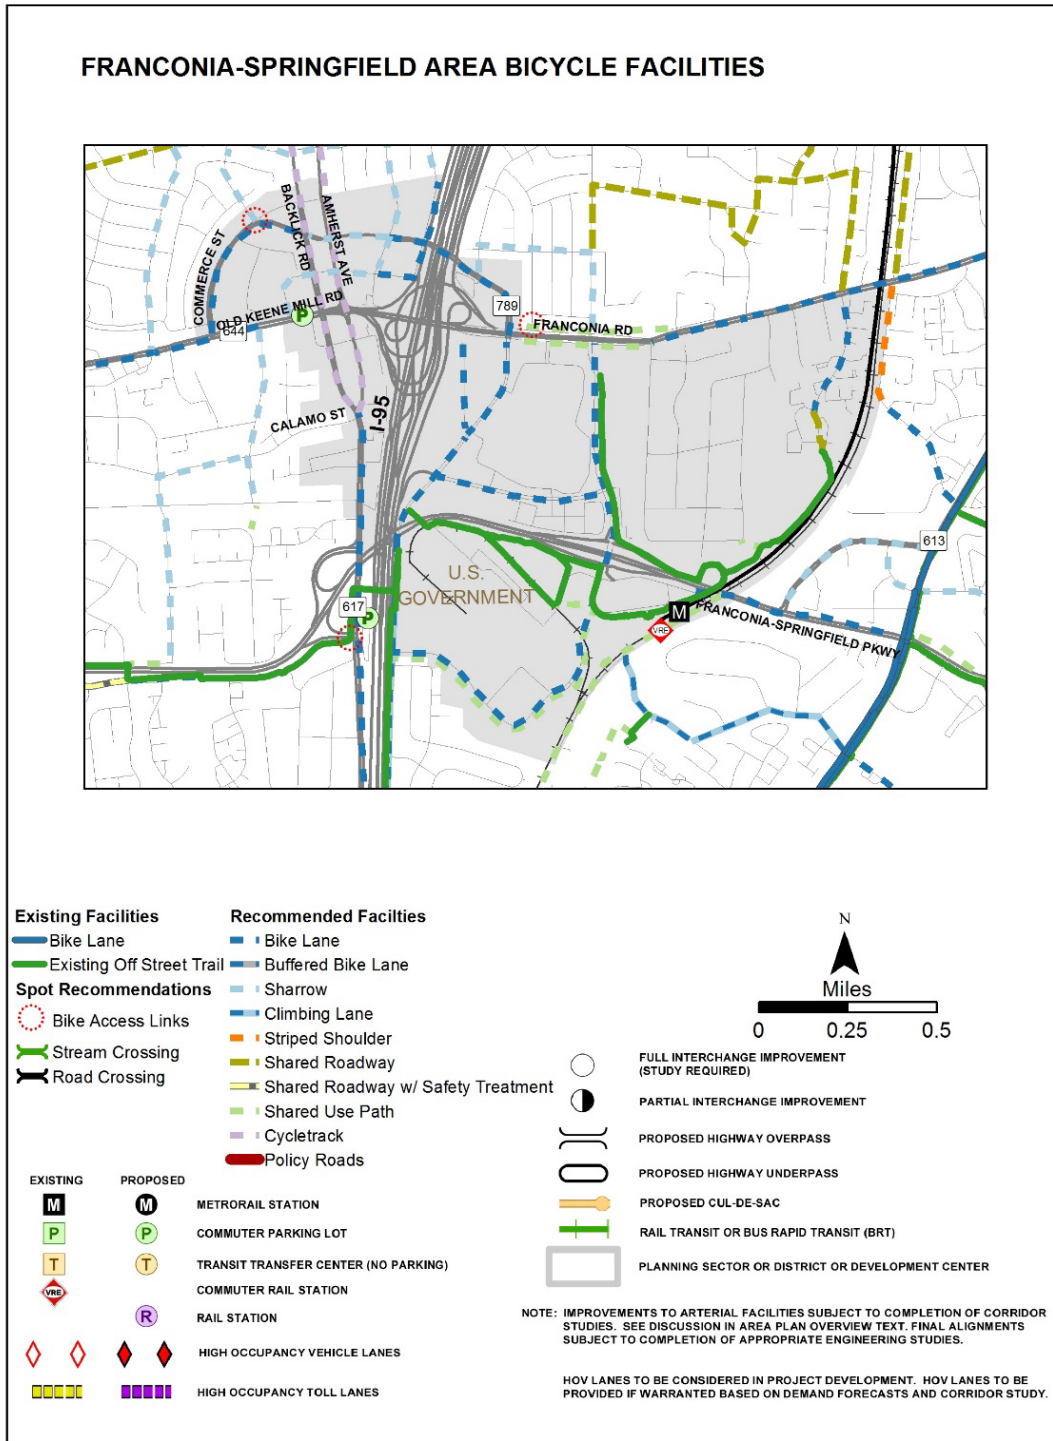 FRANCONIA-SPRINGFIELD AREA BICYCLE FACILITIES
BACKLICK RD
AMHERST AVE
COMMERCE ST
OLD KEENE MILL RD
644
P
789
FRANCONIA RD
CALAMO ST
I-95
613
U.S.
GOVERNMENT
617
P
M
VRE
FRANCONIA-SPRINGFIELD PKWY
Existing Facilities
Bike Lane
Existing Off Street Trail
Spot Recommendations
Bike Access Links
Stream Crossing
Road Crossing
Recommended Facilties
Bike Lane
Buffered Bike Lane
Sharrow
Climbing Lane
Striped Shoulder
Shared Roadway
Shared Roadway w/ Safety Treatment
Shared Use Path
Cycletrack
Policy Roads
N
Miles
0 0.25 0.5
EXISTING PROPOSED
M M METRORAIL STATION
P P COMMUTER PARKING LOT
T T TRANSIT TRANSFER CENTER (NO PARKING)
VRE COMMUTER RAIL STATION
R RAIL STATION
HIGH OCCUPANCY VEHICLE LANES
HIGH OCCUPANCY TOLL LANES
FULL INTERCHANGE IMPROVEMENT
(STUDY REQUIRED)
PARTIAL INTERCHANGE IMPROVEMENT
PROPOSED HIGHWAY OVERPASS
PROPOSED HIGHWAY UNDERPASS
PROPOSED CUL-DE-SAC
RAIL TRANSIT OR BUS RAPID TRANSIT (BRT)
PLANNING SECTOR OR DISTRICT OR DEVELOPMENT CENTER
NOTE: IMPROVEMENTS TO ARTERIAL FACILITIES SUBJECT TO COMPLETION OF CORRIDOR
STUDIES. SEE DISCUSSION IN AREA PLAN OVERVIEW TEXT. FINAL ALIGNMENTS
SUBJECT TO COMPLETION OF APPROPRIATE ENGINEERING STUDIES.
HOV LANES TO BE CONSIDERED IN PROJECT DEVELOPMENT. HOV LANES TO BE
PROVIDED IF WARRANTED BASED ON DEMAND FORECASTS AND CORRIDOR STUDY.